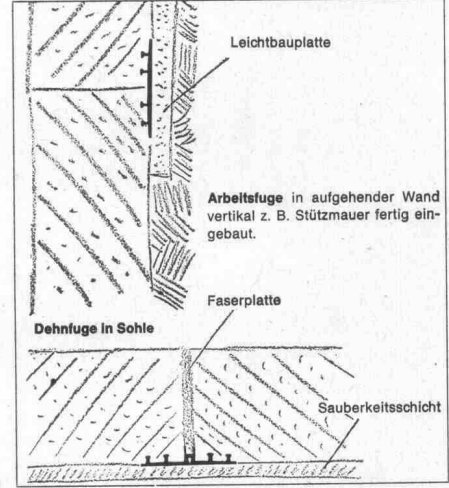 Leichtbauplatte
Arbeitsfuge in aufgehender Wand
vertikal z. B. Stützmauer fertig ein-
gebaut.
Faserplatte
Dehnfuge in Sohle
Sauberkeitsschicht